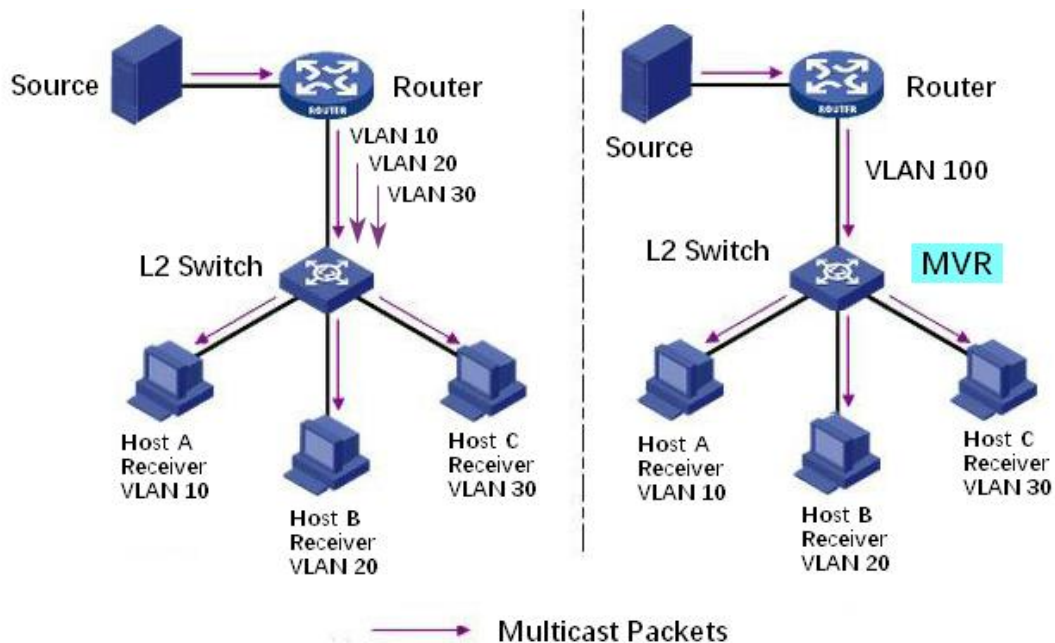 Source
Router
ROUTER
VLAN 10
VLAN 20
VLAN 30
L2 Switch
Host A
Receiver
VLAN 10
Host B
Receiver
VLAN 20
Host C
Receiver
VLAN 30
Source
Router
ROUTER
VLAN 100
L2 Switch
MVR
Host A
Receiver
VLAN 10
Host B
Receiver
VLAN 20
Host C
Receiver
VLAN 30
Multicast Packets